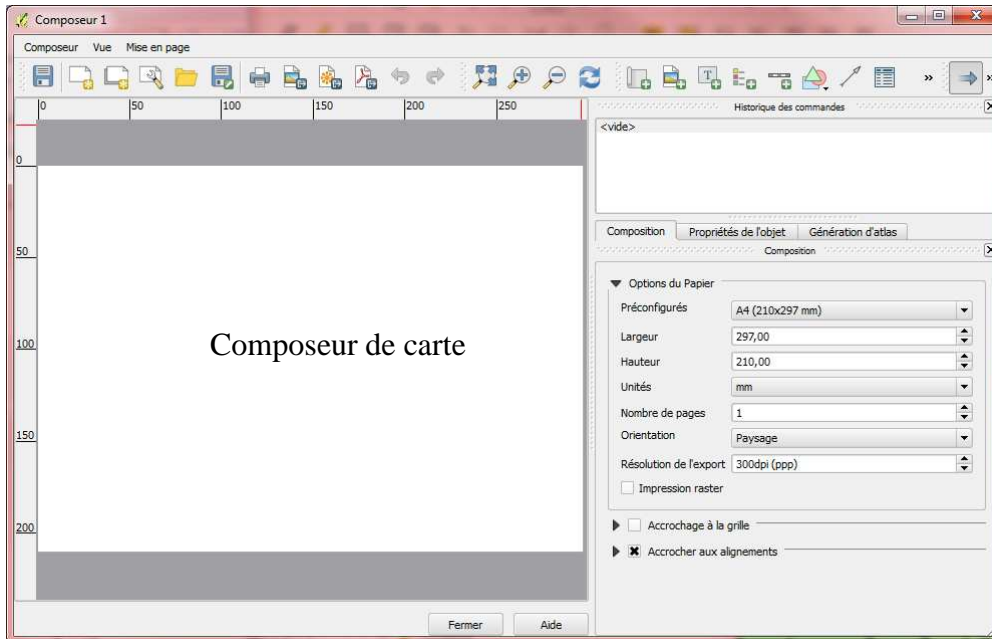 Composeur 1
Composeur Vue Mise en page
0 50 100 150 200 250
Historique des commandes
<vide>
0
50
100
150
200
Composeur de carte
Composition Propriétés de l'objet Génération d'atlas
Composition
Options du Papier
Préconfigurés A4 (210x297 mm)
Largeur 297,00
Hauteur 210,00
Unités mm
Nombre de pages 1
Orientation Paysage
Résolution de l'export 300dpi (ppp)
Impression raster
Accrochage à la grille
Accrocher aux alignements
Fermer Aide